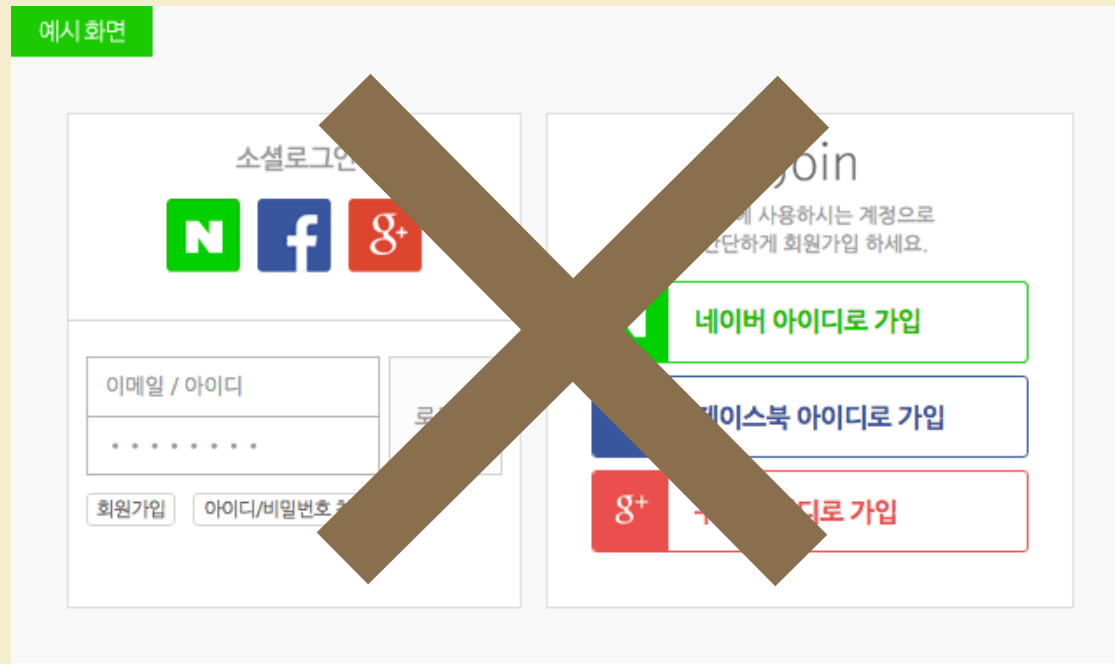 예시 화면
소셜로그인
N f g+
이메일 / 아이디
회원가입 아이디/비밀번호
사용하시는 계정으로
간단하게 회원가입 하세요.
네이버 아이디로 가입
페이스북 아이디로 가입
g+ 가입